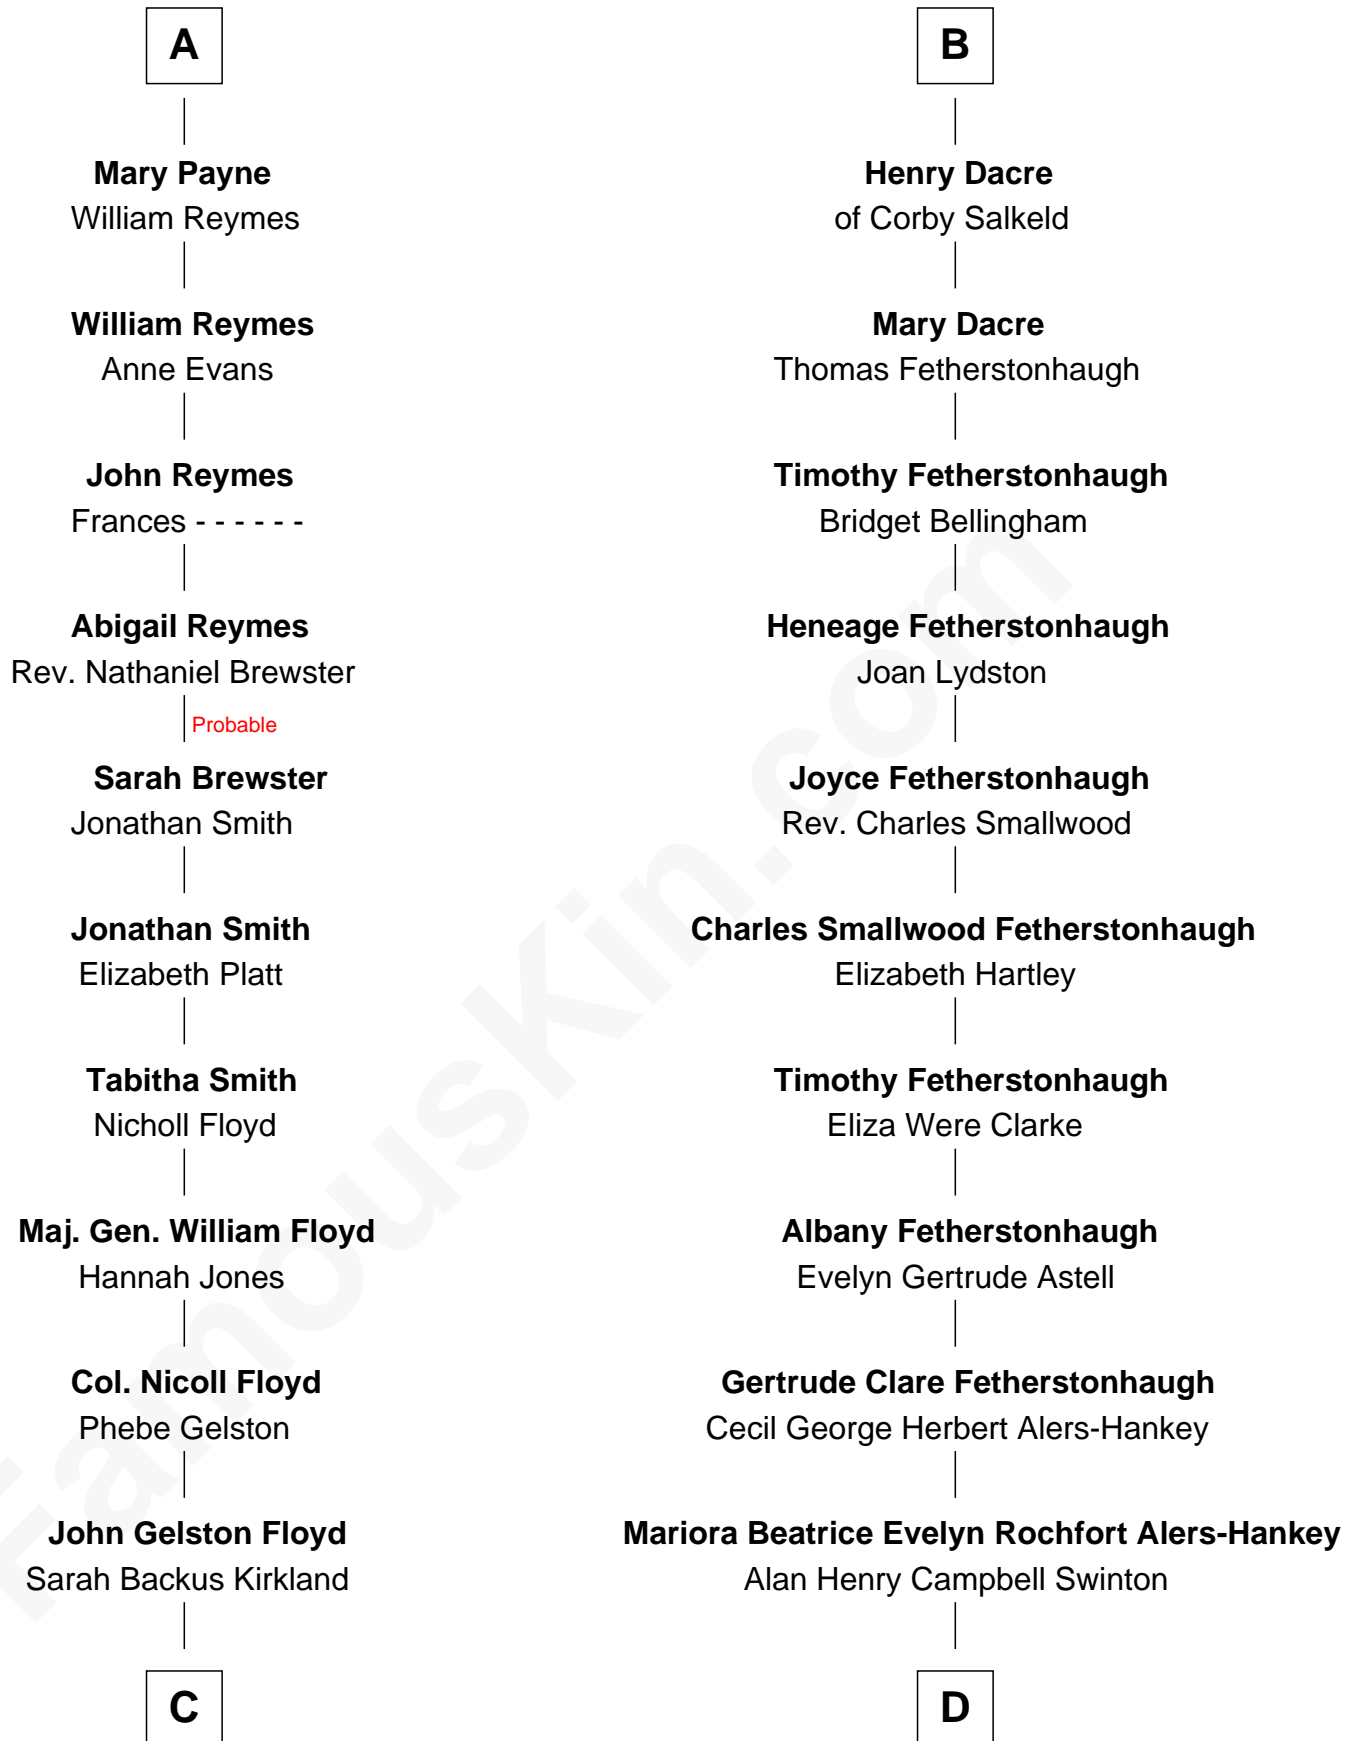 A
Mary Payne
William Reymes
William Reymes
Anne Evans
John Reymes
Frances - - - - - -
Abigail Reymes
Rev. Nathaniel Brewster
Probable
Sarah Brewster
Jonathan Smith
Jonathan Smith
Elizabeth Platt
Tabitha Smith
Nicholl Floyd
Maj. Gen. William Floyd
Hannah Jones
Col. Nicoll Floyd
Phebe Gelston
John Gelston Floyd
Sarah Backus Kirkland
C
B
Henry Dacre
of Corby Salkeld
Mary Dacre
Thomas Fetherstonhaugh
Timothy Fetherstonhaugh
Bridget Bellingham
Heneage Fetherstonhaugh
Joan Lydston
Joyce Fetherstonhaugh
Rev. Charles Smallwood
Charles Smallwood Fetherstonhaugh
Elizabeth Hartley
Timothy Fetherstonhaugh
Eliza Were Clarke
Albany Fetherstonhaugh
Evelyn Gertrude Astell
Gertrude Clare Fetherstonhaugh
Cecil George Herbert Alers-Hankey
Mariora Beatrice Evelyn Rochfort Alers-Hankey
Alan Henry Campbell Swinton
D
FamousKin.com